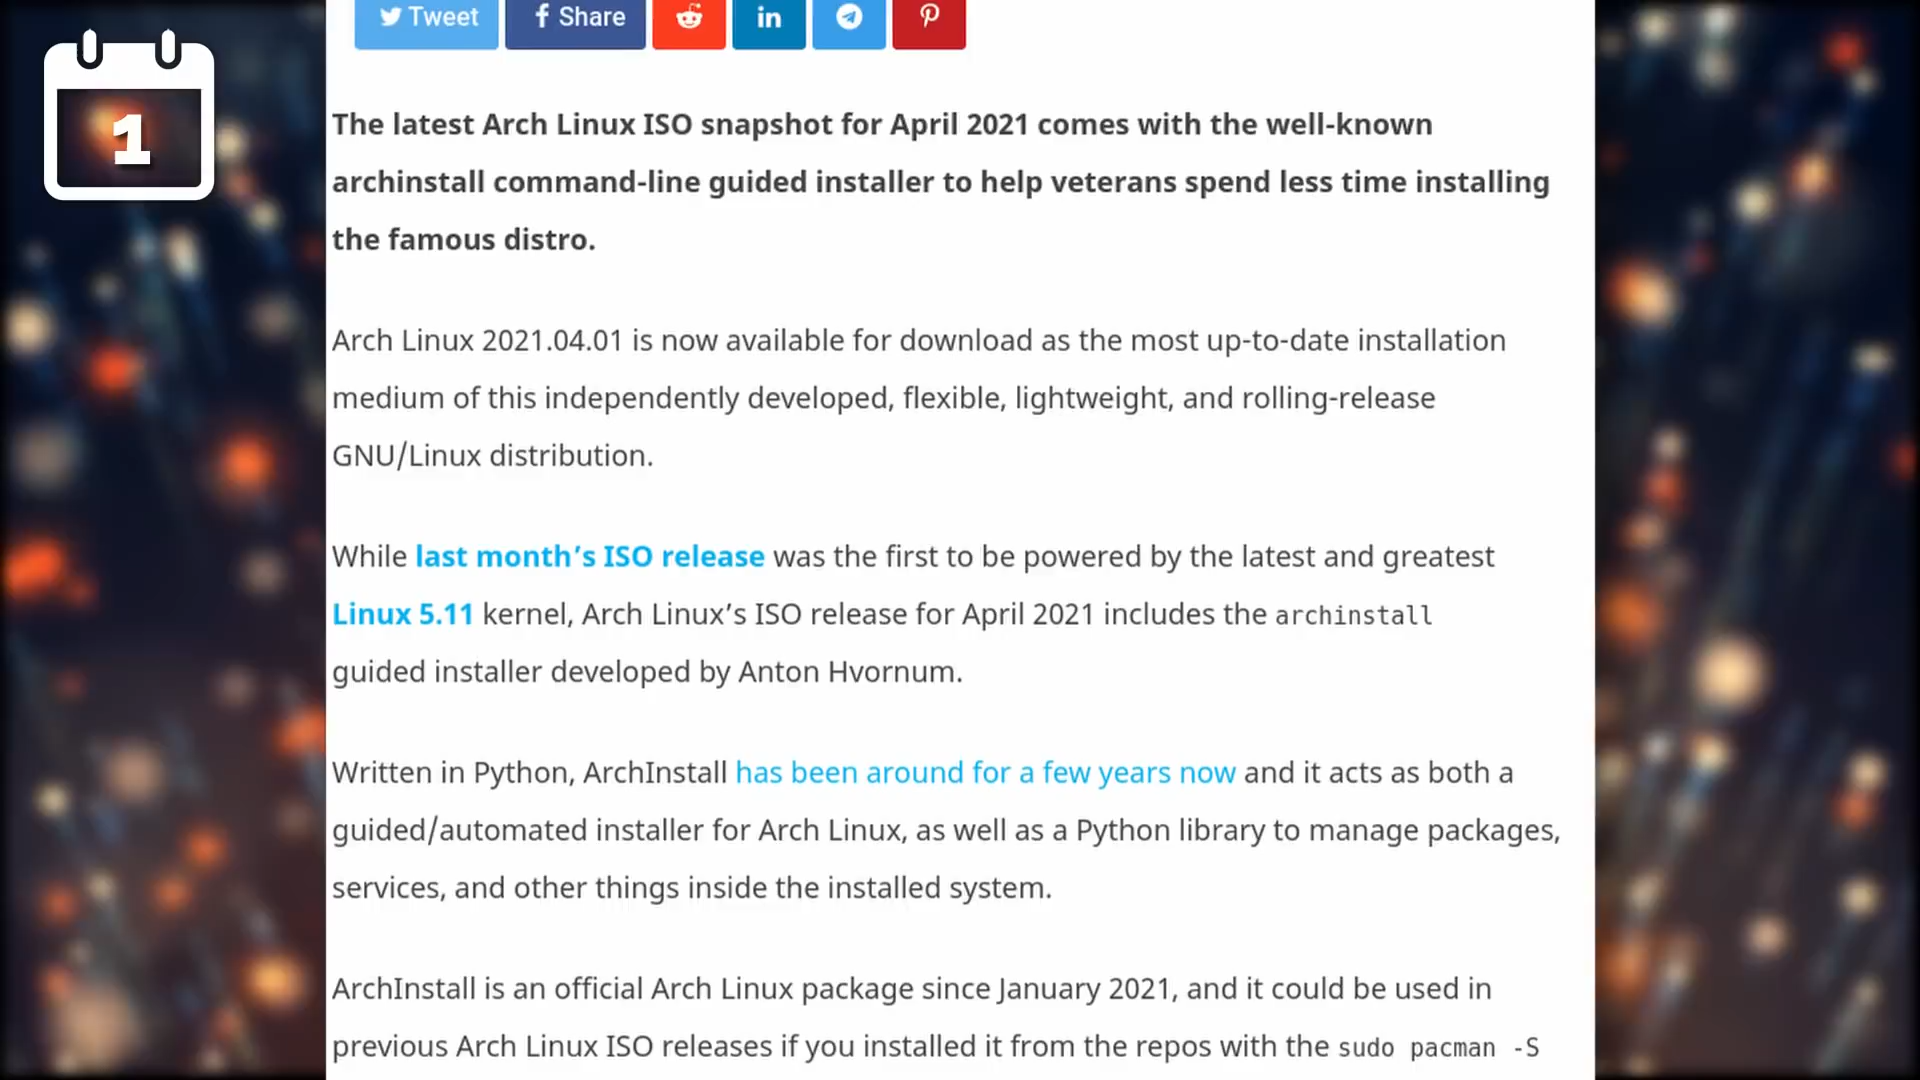 Tweet
Share
1
The latest Arch Linux ISO snapshot for April 2021 comes with the well-known
archinstall command-line guided installer to help veterans spend less time installing
the famous distro.
Arch Linux 2021.04.01 is now available for download as the most up-to-date installation
medium of this independently developed, flexible, lightweight, and rolling-release
GNU/Linux distribution.
While last month’s ISO release was the first to be powered by the latest and greatest
Linux 5.11 kernel, Arch Linux’s ISO release for April 2021 includes the archinstall
guided installer developed by Anton Hvornum.
Written in Python, ArchInstall has been around for a few years now and it acts as both a
guided/automated installer for Arch Linux, as well as a Python library to manage packages,
services, and other things inside the installed system.
ArchInstall is an official Arch Linux package since January 2021, and it could be used in
previous Arch Linux ISO releases if you installed it from the repos with the sudo pacman -S